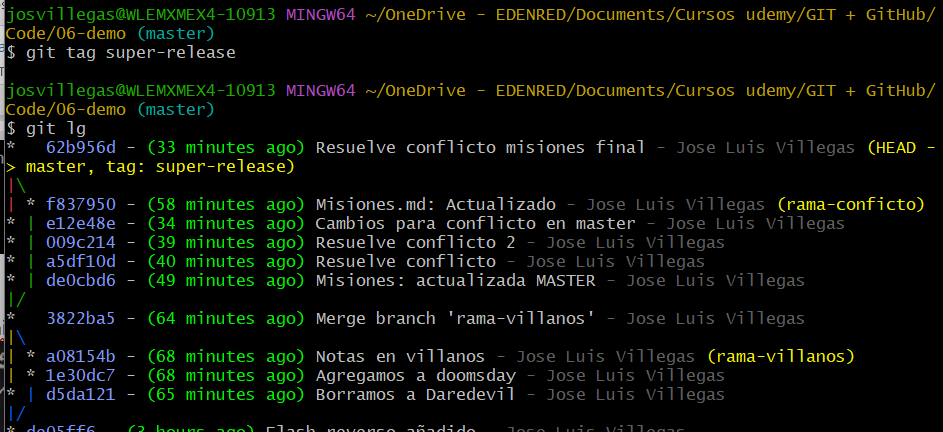 josvillegas@WLEMXMEX4-10913 MINGW64 ~/OneDrive - EDENRED/Documents/Cursos udemy/GIT + GitHub/
Code/06-demo (master)
$ git tag super-release
josvillegas@WLEMXMEX4-10913 MINGW64 ~/OneDrive - EDENRED/Documents/Cursos udemy/GIT + GitHub/
Code/06-demo (master)
$ git lg
*   62b956d - (33 minutes ago) Resuelve conflicto misiones final - Jose Luis Villegas (HEAD -
> master, tag: super-release)
|\
| * f837950 - (58 minutes ago) Misiones.md: Actualizado - Jose Luis Villegas (rama-conficto)
* | e12e48e - (34 minutes ago) Cambios para conflicto en master - Jose Luis Villegas
* | 009c214 - (39 minutes ago) Resuelve conflicto 2 - Jose Luis Villegas
* | a5df10d - (40 minutes ago) Resuelve conflicto - Jose Luis Villegas
* | de0cbd6 - (49 minutes ago) Misiones: actualizada MASTER - Jose Luis Villegas
|/
*   3822ba5 - (64 minutes ago) Merge branch 'rama-villanos' - Jose Luis Villegas
|\
| * a08154b - (68 minutes ago) Notas en villanos - Jose Luis Villegas (rama-villanos)
| * 1e30dc7 - (68 minutes ago) Agregamos a doomsday - Jose Luis Villegas
* | d5da121 - (65 minutes ago) Borramos a Daredevil - Jose Luis Villegas
|/
* de05ff6 - (3 hours ago) Flash reverso añadido - Jose Luis Villegas